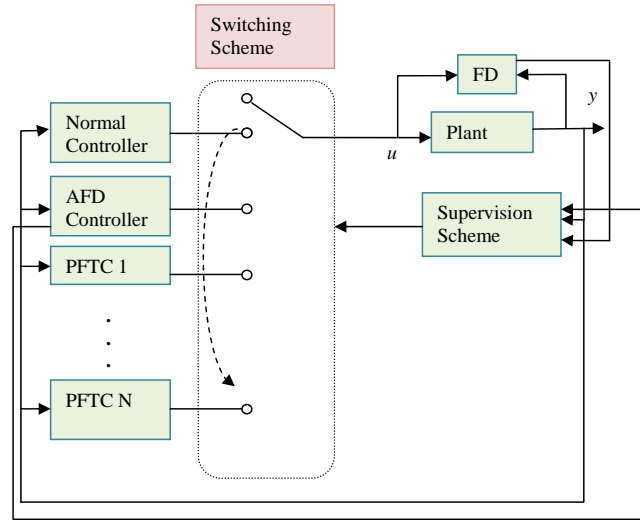 Switching
Scheme
FD
y
Normal
Controller
u
Plant
AFD
Controller
Supervision
Scheme
PFTC 1
.
.
.
PFTC N